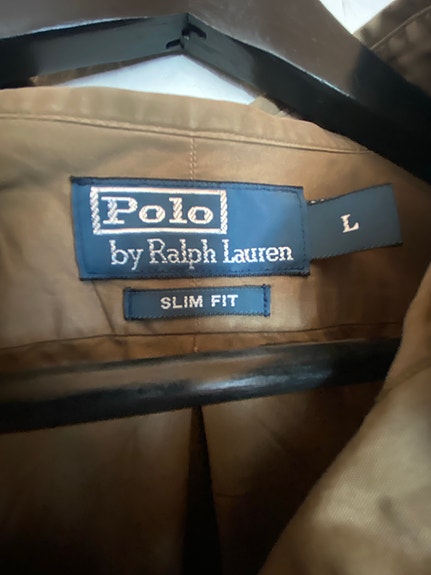 Polo
by Ralph Lauren
L
SLIM FIT